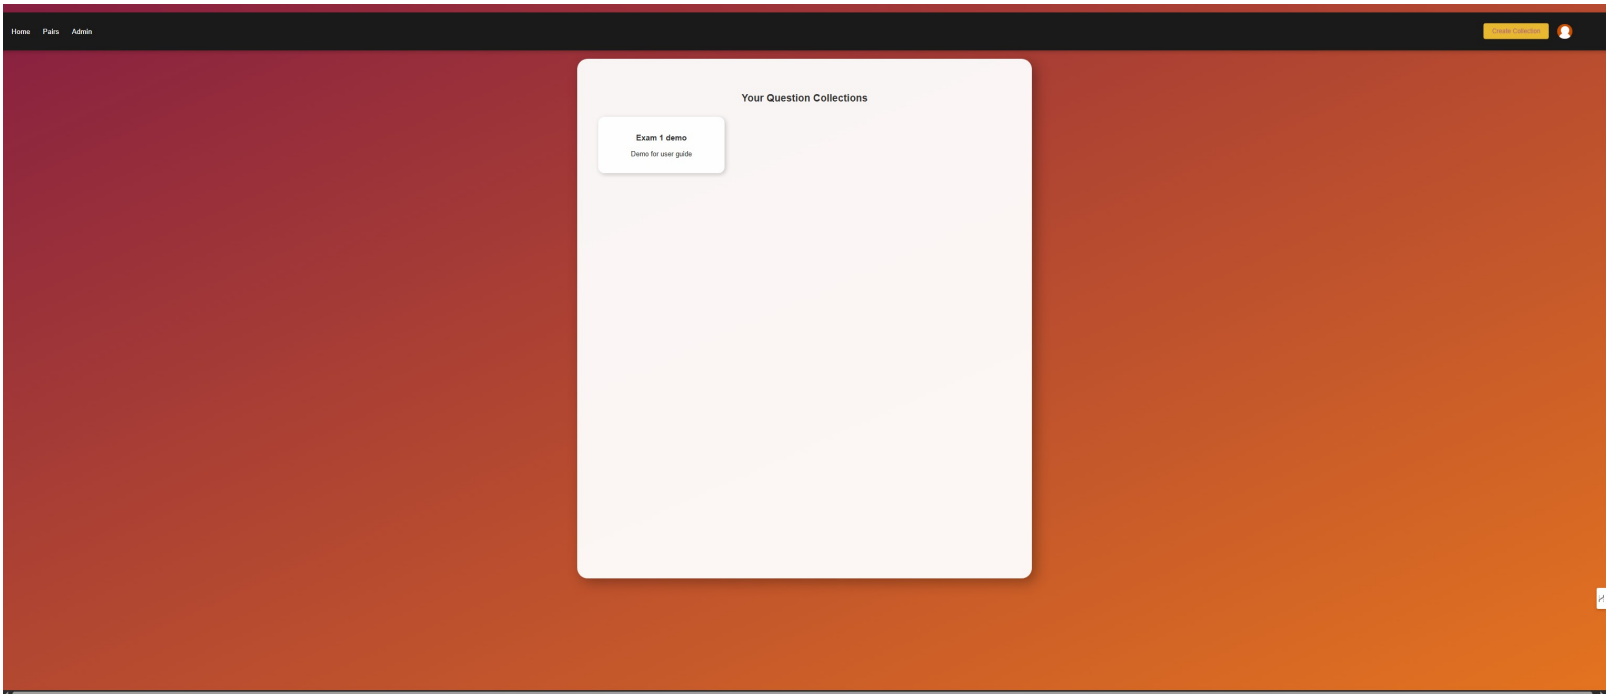 Home Pairs Admin Create Collection
Your Question Collections
Exam 1 demo
Demo for user guide